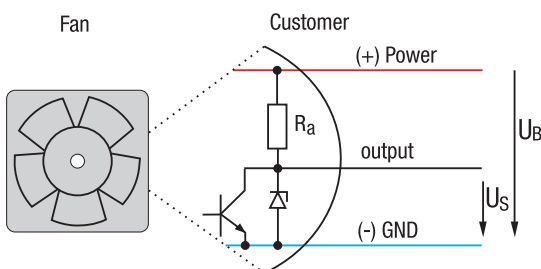 Fan
Customer
(+) Power
Ra
UB
output
US
(-) GND